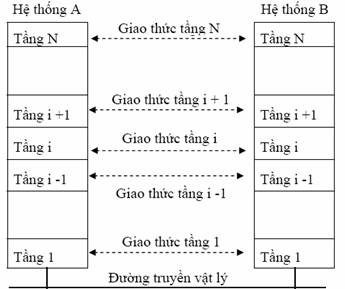 Hệ thống A Hệ thống B
Tầng N Giao thức tầng N Tầng N
Tầng i +1 Giao thức tầng i + 1 Tầng i +1
Tầng i Giao thức tầng i Tầng i
Tầng i -1 Giao thức tầng i -1 Tầng i -1
Tầng 1 Giao thức tầng 1 Tầng 1
Đường truyền vật lý